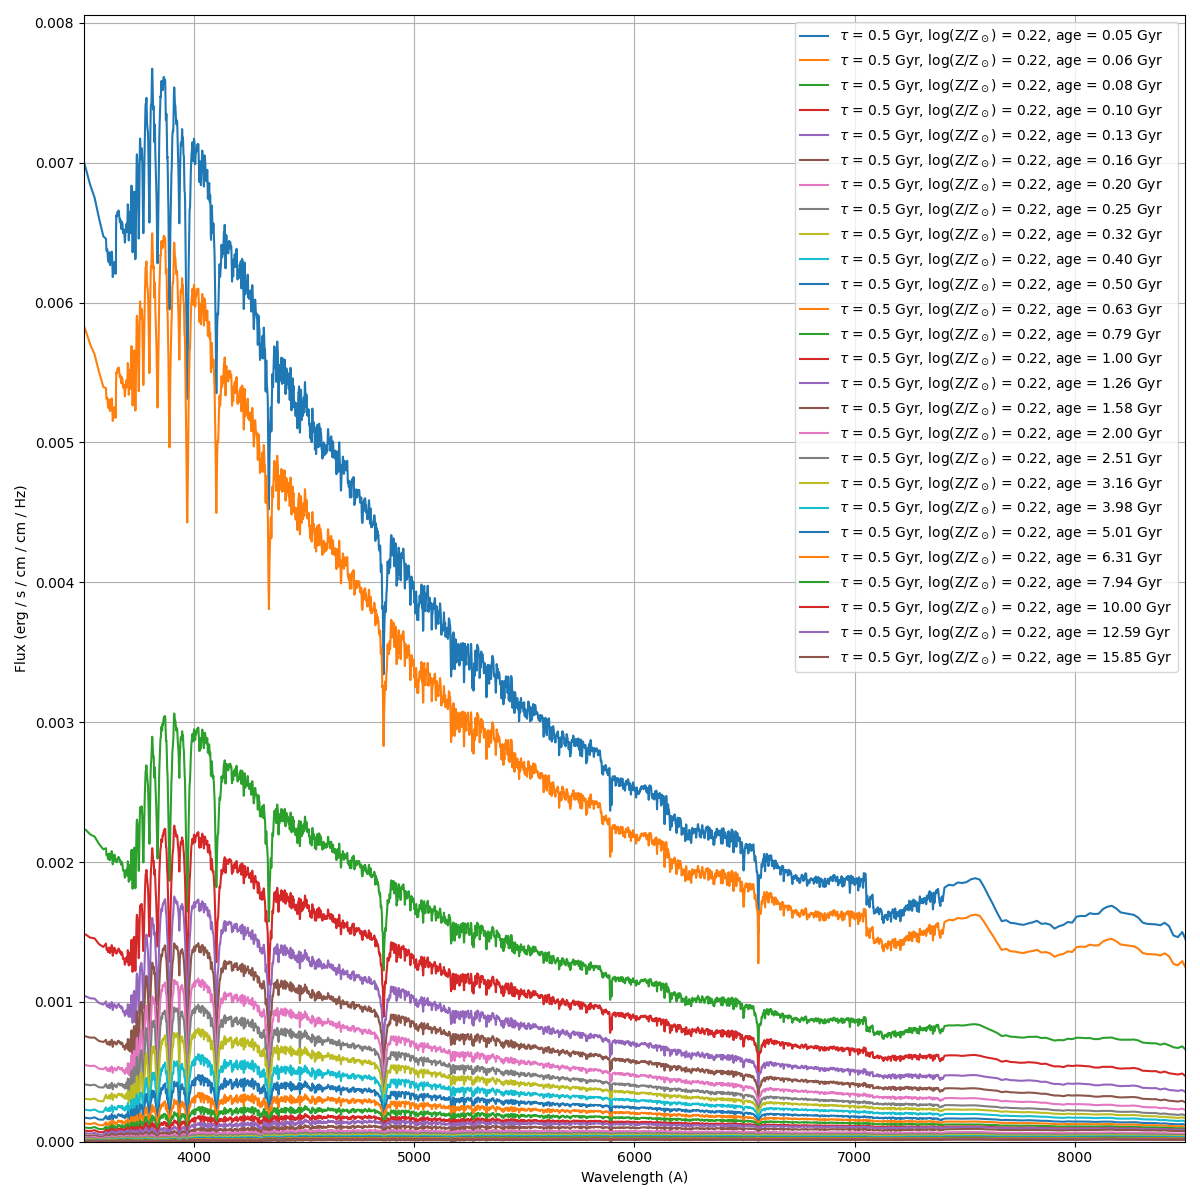 0.008
0.007
0.006
0.005
0.004
0.003
0.002
0.001
0.000
Flux (erg / s / cm / cm / Hz)
τ = 0.5 Gyr, log(Z/Z⊙) = 0.22, age = 0.05 Gyr
τ = 0.5 Gyr, log(Z/Z⊙) = 0.22, age = 0.06 Gyr
τ = 0.5 Gyr, log(Z/Z⊙) = 0.22, age = 0.08 Gyr
τ = 0.5 Gyr, log(Z/Z⊙) = 0.22, age = 0.10 Gyr
τ = 0.5 Gyr, log(Z/Z⊙) = 0.22, age = 0.13 Gyr
τ = 0.5 Gyr, log(Z/Z⊙) = 0.22, age = 0.16 Gyr
τ = 0.5 Gyr, log(Z/Z⊙) = 0.22, age = 0.20 Gyr
τ = 0.5 Gyr, log(Z/Z⊙) = 0.22, age = 0.25 Gyr
τ = 0.5 Gyr, log(Z/Z⊙) = 0.22, age = 0.32 Gyr
τ = 0.5 Gyr, log(Z/Z⊙) = 0.22, age = 0.40 Gyr
τ = 0.5 Gyr, log(Z/Z⊙) = 0.22, age = 0.50 Gyr
τ = 0.5 Gyr, log(Z/Z⊙) = 0.22, age = 0.63 Gyr
τ = 0.5 Gyr, log(Z/Z⊙) = 0.22, age = 0.79 Gyr
τ = 0.5 Gyr, log(Z/Z⊙) = 0.22, age = 1.00 Gyr
τ = 0.5 Gyr, log(Z/Z⊙) = 0.22, age = 1.26 Gyr
τ = 0.5 Gyr, log(Z/Z⊙) = 0.22, age = 1.58 Gyr
τ = 0.5 Gyr, log(Z/Z⊙) = 0.22, age = 2.00 Gyr
τ = 0.5 Gyr, log(Z/Z⊙) = 0.22, age = 2.51 Gyr
τ = 0.5 Gyr, log(Z/Z⊙) = 0.22, age = 3.16 Gyr
τ = 0.5 Gyr, log(Z/Z⊙) = 0.22, age = 3.98 Gyr
τ = 0.5 Gyr, log(Z/Z⊙) = 0.22, age = 5.01 Gyr
τ = 0.5 Gyr, log(Z/Z⊙) = 0.22, age = 6.31 Gyr
τ = 0.5 Gyr, log(Z/Z⊙) = 0.22, age = 7.94 Gyr
τ = 0.5 Gyr, log(Z/Z⊙) = 0.22, age = 10.00 Gyr
τ = 0.5 Gyr, log(Z/Z⊙) = 0.22, age = 12.59 Gyr
τ = 0.5 Gyr, log(Z/Z⊙) = 0.22, age = 15.85 Gyr
4000 5000 6000 7000 8000
Wavelength (A)